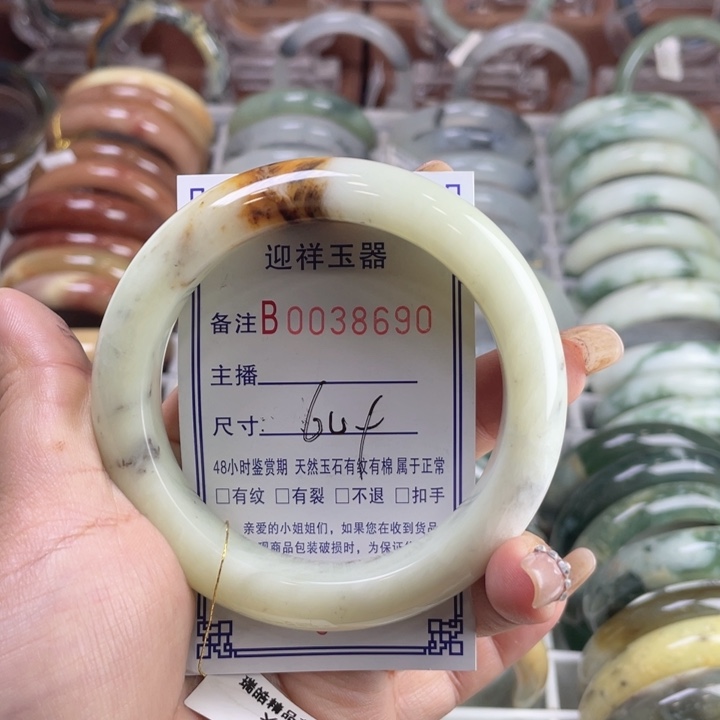 迎祥玉器
备注B0038690
主播
尺寸:
48小时鉴赏期 天然玉石有纹有棉 属于正常
□有纹 □有裂 □不退 □扣手
亲爱的小姐姐们,如果您在收到货品
现商品包装破损时,为保证